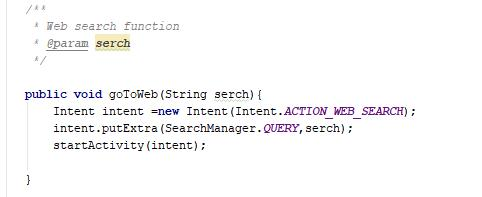 /**
* Web search function
* @param serch
*/
public void goToWeb(String serch){
Intent intent =new Intent(Intent.ACTION_WEB_SEARCH);
intent.putExtra(SearchManager.QUERY,serch);
startActivity(intent);
}